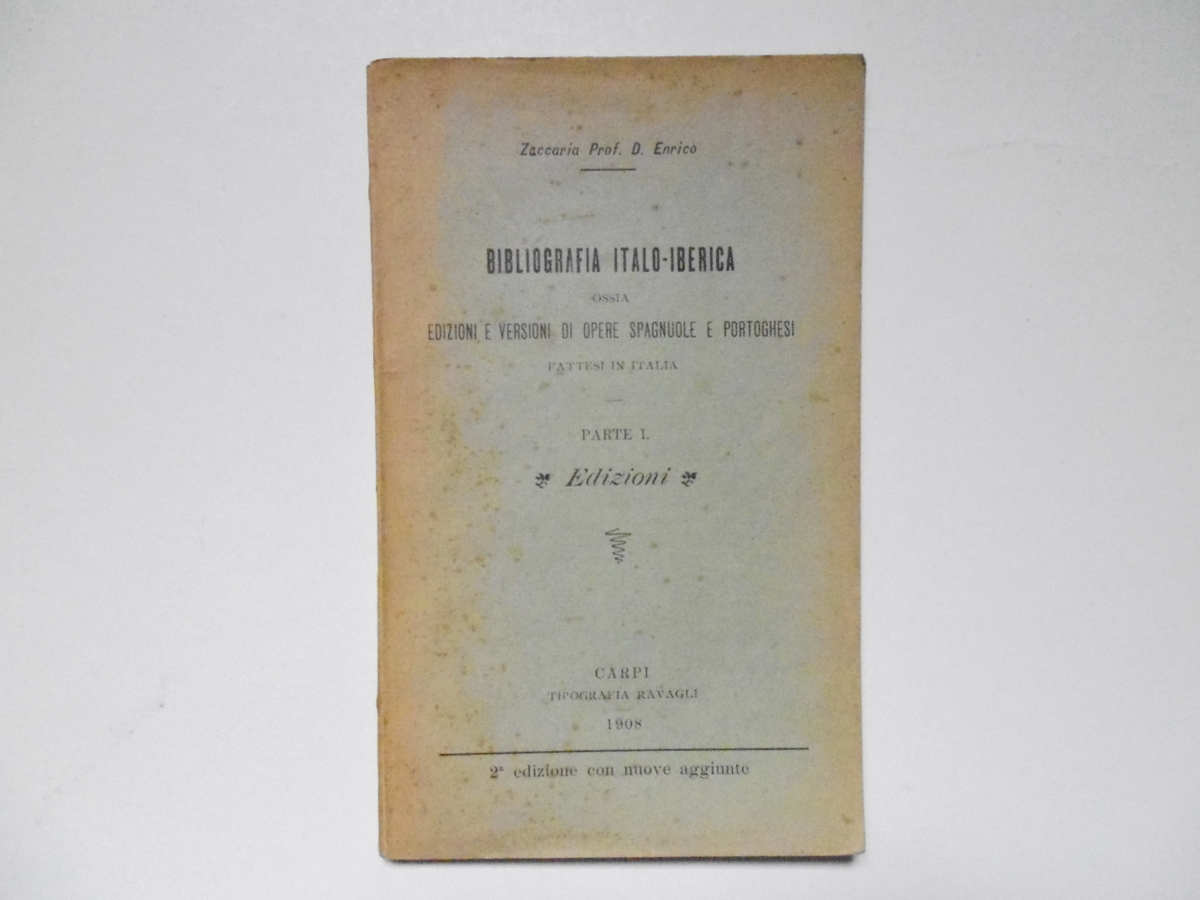 Zaccaria Prof. D. Enrico
BIBLIOGRAFIA ITALO-IBERICA
OSSIA
EDIZIONI E VERSIONI DI OPERE SPAGNUOLE E PORTOGHESI
FATTESI IN ITALIA
PARTE I.
Edizioni
CARPI
TIPOGRAFIA RAVAGLI
1908
2ª edizione con nuove aggiunte